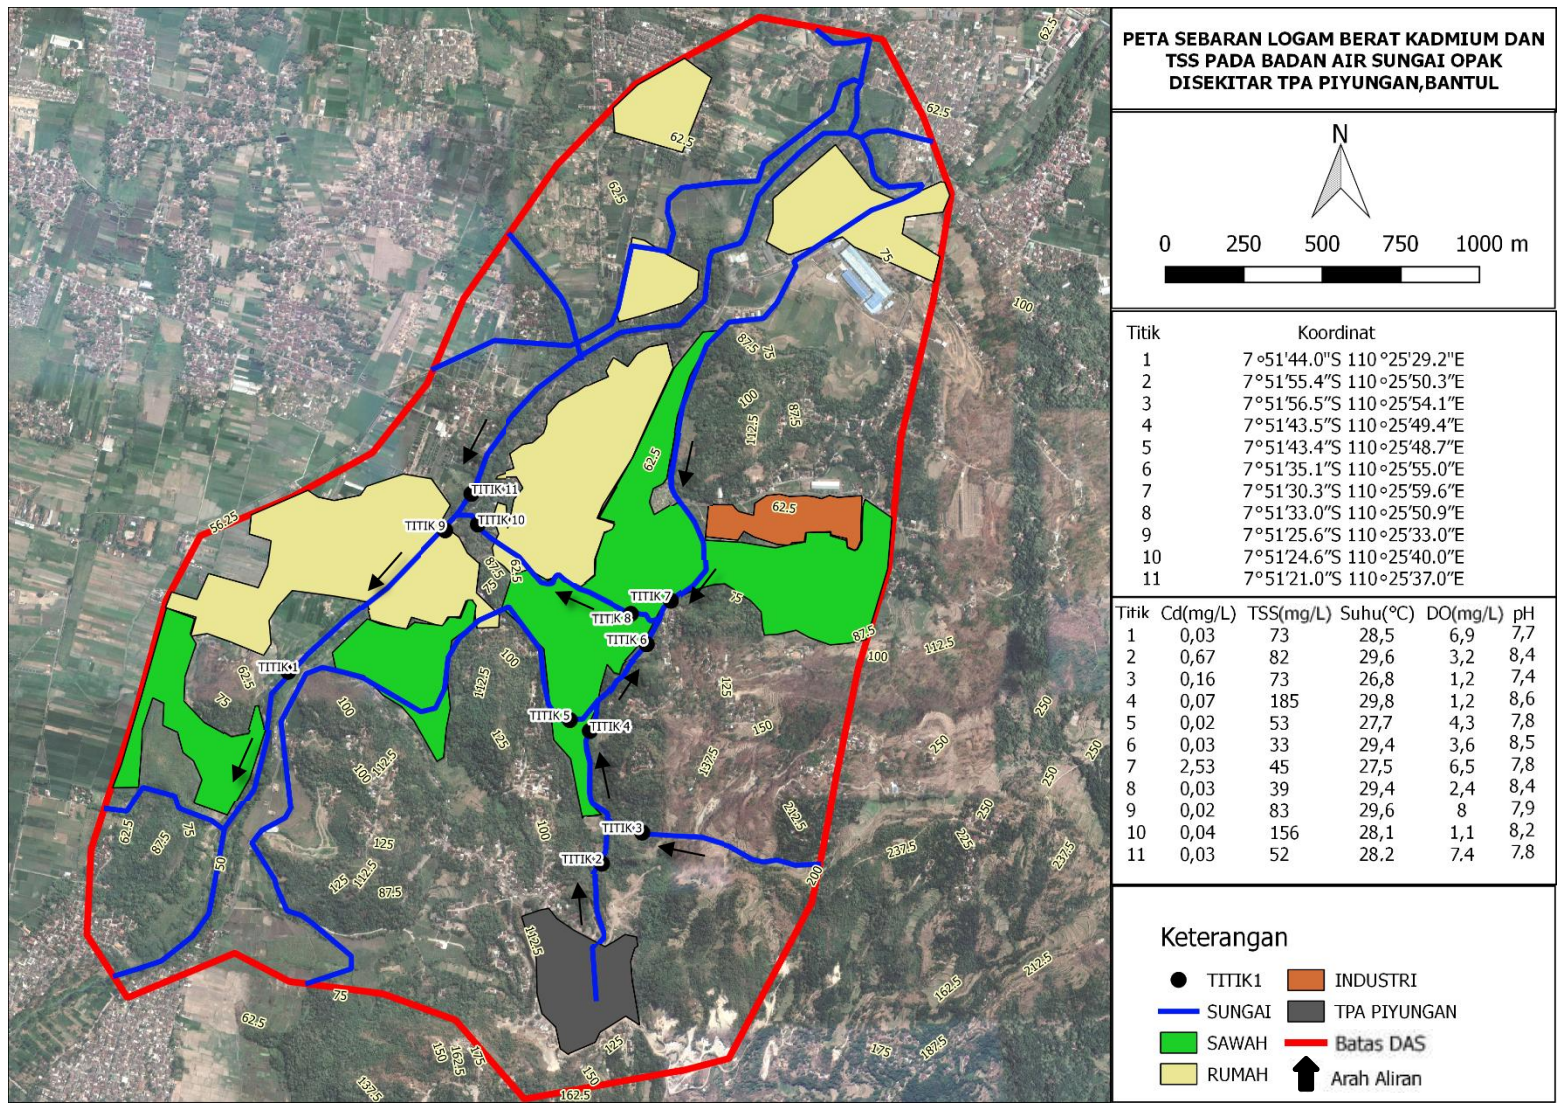 PETA SEBARAN LOGAM BERAT KADMIUM DAN
TSS PADA BADAN AIR SUNGAI OPAK
DISEKITAR TPA PIYUNGAN,BANTUL
N
0 250 500 750 1000 m
Titik Koordinat
1 7°51'44.0"S 110°25'29.2"E
2 7°51'55.4"S 110°25'50.3"E
3 7°51'56.5"S 110°25'54.1"E
4 7°51'43.5"S 110°25'49.4"E
5 7°51'43.4"S 110°25'48.7"E
6 7°51'35.1"S 110°25'55.0"E
7 7°51'30.3"S 110°25'59.6"E
8 7°51'33.0"S 110°25'50.9"E
9 7°51'25.6"S 110°25'33.0"E
10 7°51'24.6"S 110°25'40.0"E
11 7°51'21.0"S 110°25'37.0"E
Titik Cd(mg/L) TSS(mg/L) Suhu(°C) DO(mg/L) pH
1 0,03 73 28,5 6,9 7,7
2 0,67 82 29,6 3,2 8,4
3 0,16 73 26,8 1,2 7,4
4 0,07 185 29,8 1,2 8,6
5 0,02 53 27,7 4,3 7,8
6 0,03 33 29,4 3,6 8,5
7 2,53 45 27,5 6,5 7,8
8 0,03 39 29,4 2,4 8,4
9 0,02 83 29,6 8 7,9
10 0,04 156 28,1 1,1 8,2
11 0,03 52 28.2 7.4 7,8
Keterangan
TITIK1
SUNGAI
SAWAH
RUMAH
INDUSTRI
TPA PIYUNGAN
Batas DAS
Arah Aliran
62.5
62.5
62.5
62.5
75
100
87.5
75
100
112.5
87.5
62.5
TITIK 11
TITIK 10
TITIK 9
56.25
62.5
87.5
75
62.5
75
TITIK 7
TITIK 8
TITIK 6
87.5
100
112.5
TITIK 1
62.5
75
100
100
112.5
125
TITIK 5
TITIK 4
125
150
137.5
250
250
250
250
100
112.5
TITIK 3
TITIK 2
100
212.5
237.5
225
250
237.5
62.5
87.5
75
50
125
125
112.5
87.5
200
112.5
212.5
162.5
75
62.5
150
162.5
175
125
150
175
187.5
137.5
162.5